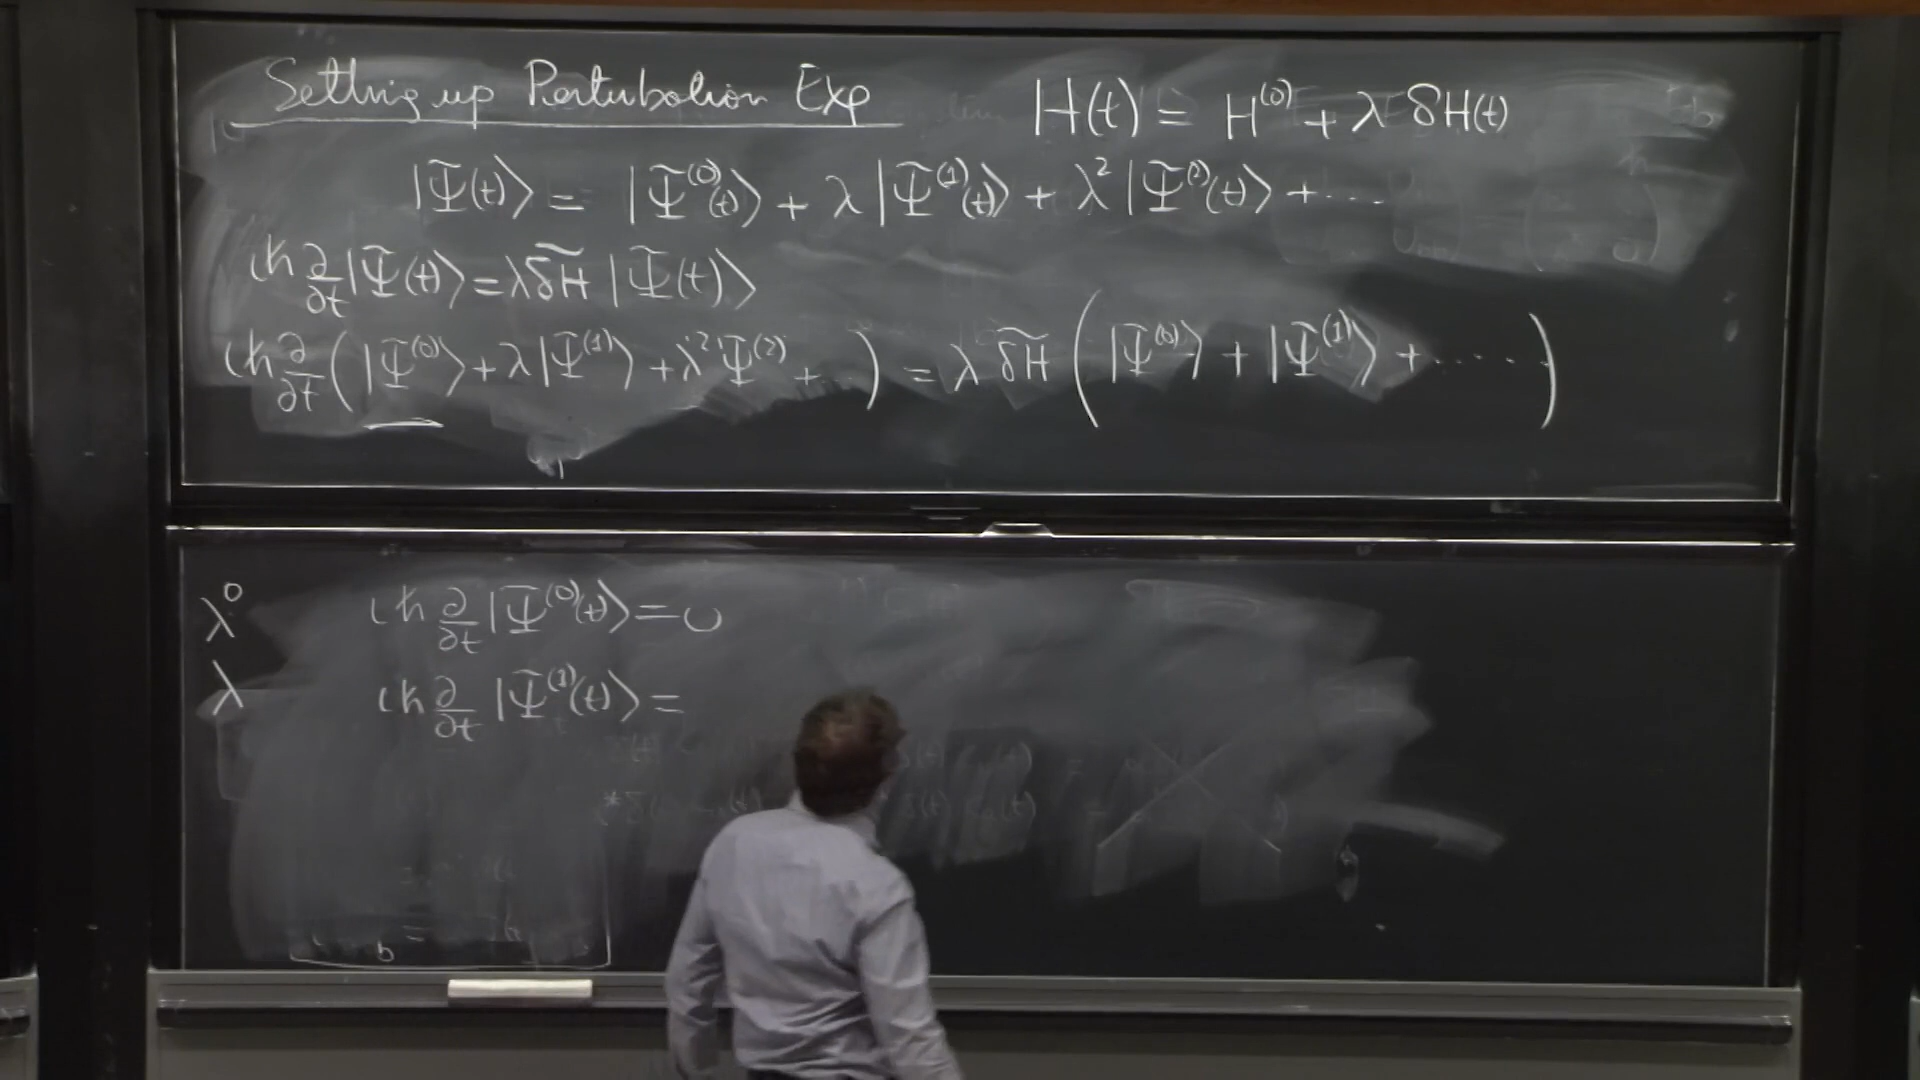 Setting up Perturbation Exp H(t) = H^{(0)} + λ δH(t)
|Ψ̃(t)⟩ = |Ψ̃^{(0)}(t)⟩ + λ |Ψ̃^{(1)}(t)⟩ + λ² |Ψ̃^{(2)}(t)⟩ + ...
iħ ∂/∂t |Ψ̃(t)⟩ = λ δH̃ |Ψ̃(t)⟩
iħ ∂/∂t ( |Ψ̃^{(0)}⟩ + λ |Ψ̃^{(1)}⟩ + λ² Ψ̃^{(2)} + .. ) = λ δH̃ ( |Ψ̃^{(0)}⟩ + |Ψ̃^{(1)}⟩ + ..... )
λ⁰ iħ ∂/∂t |Ψ̃^{(0)}(t)⟩ = 0
λ iħ ∂/∂t |Ψ̃^{(1)}(t)⟩ =